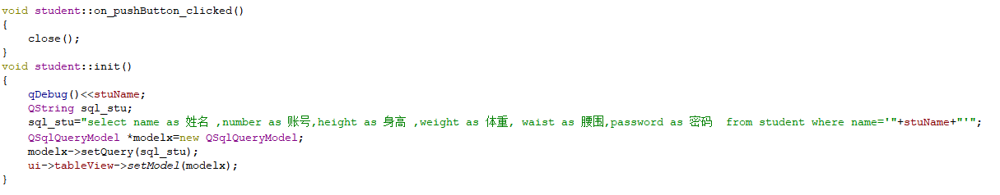 void student::on_pushButton_clicked()
{
    close();
}
void student::init()
{
    qDebug()<<stuName;
    QString sql_stu;
    sql_stu="select name as 姓名 ,number as 账号,height as 身高 ,weight as 体重, waist as 腰围,password as 密码  from student where name='"+stuName+"'";
    QSqlQueryModel *modelx=new QSqlQueryModel;
    modelx->setQuery(sql_stu);
    ui->tableView->setModel(modelx);
}